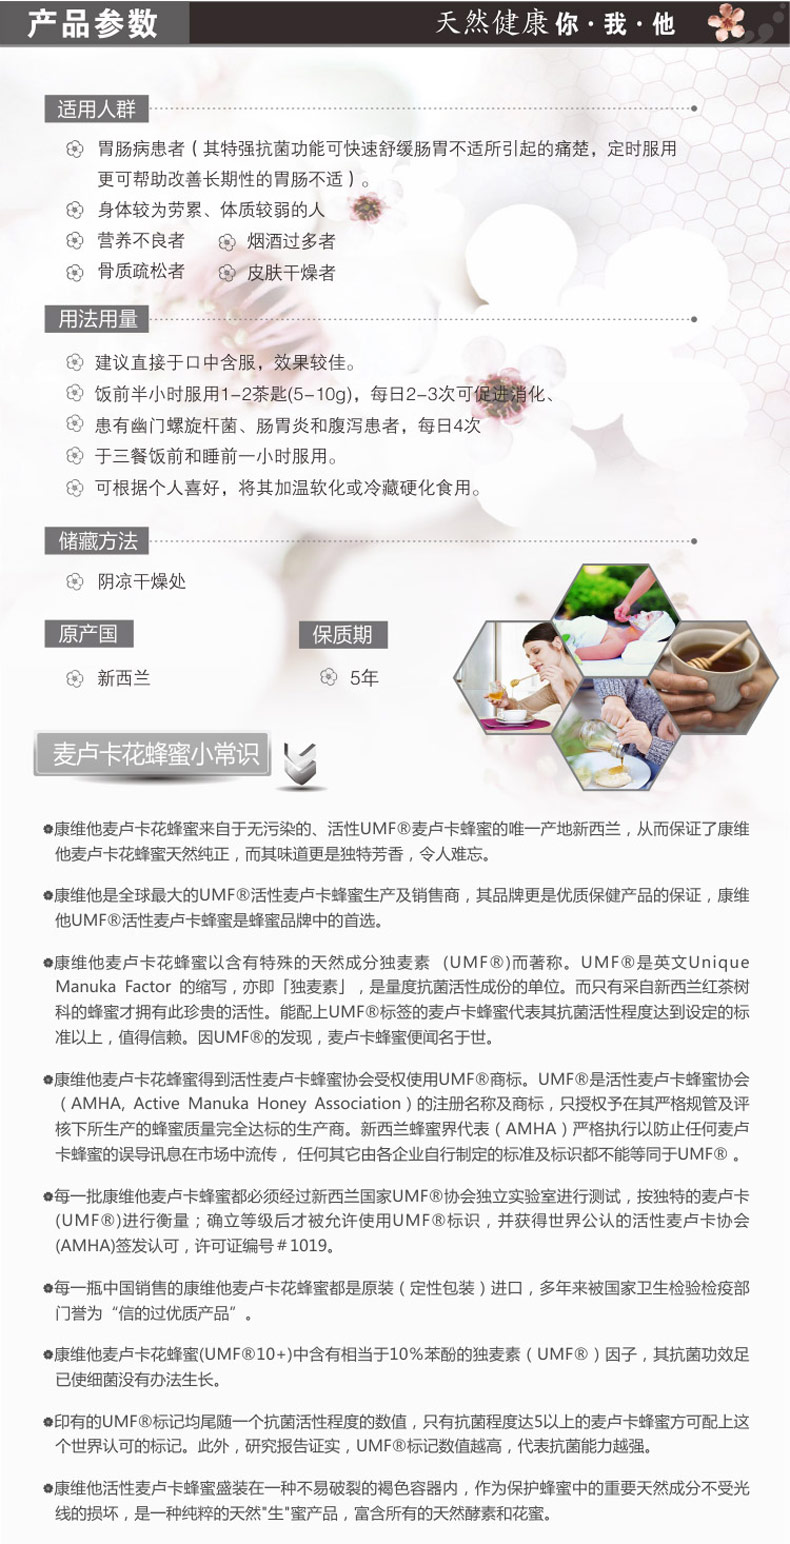 产品参数
天然健康 你·我·他
适用人群
胃肠病患者（其特强抗菌功能可快速舒缓肠胃不适所引起的痛楚，定时服用
更可帮助改善长期性的胃肠不适）。
身体较为劳累、体质较弱的人
营养不良者 烟酒过多者
骨质疏松者 皮肤干燥者
用法用量
建议直接于口中含服，效果较佳。
饭前半小时服用1-2茶匙(5-10g)，每日2-3次可促进消化、
患有幽门螺旋杆菌、肠胃炎和腹泻患者，每日4次
于三餐饭前和睡前一小时服用。
可根据个人喜好，将其加温软化或冷藏硬化食用。
储藏方法
阴凉干燥处
原产国 保质期
新西兰 5年
麦卢卡花蜂蜜小常识
康维他麦卢卡花蜂蜜来自于无污染的、活性UMF®麦卢卡蜂蜜的唯一产地新西兰，从而保证了康维
他麦卢卡花蜂蜜天然纯正，而其味道更是独特芳香，令人难忘。
康维他是全球最大的UMF®活性麦卢卡蜂蜜生产及销售商，其品牌更是优质保健产品的保证，康维
他UMF®活性麦卢卡蜂蜜是蜂蜜品牌中的首选。
康维他麦卢卡花蜂蜜以含有特殊的天然成分独麦素 (UMF®)而著称。UMF®是英文Unique
Manuka Factor 的缩写，亦即「独麦素」，是量度抗菌活性成份的单位。而只有采自新西兰红茶树
科的蜂蜜才拥有此珍贵的活性。能配上UMF®标签的麦卢卡蜂蜜代表其抗菌活性程度达到设定的标
准以上，值得信赖。因UMF®的发现，麦卢卡蜂蜜便闻名于世。
康维他麦卢卡花蜂蜜得到活性麦卢卡蜂蜜协会受权使用UMF®商标。UMF®是活性麦卢卡蜂蜜协会
（AMHA, Active Manuka Honey Association）的注册名称及商标，只授权予在其严格规管及评
核下所生产的蜂蜜质量完全达标的生产商。新西兰蜂蜜界代表（AMHA）严格执行以防止任何麦卢
卡蜂蜜的误导讯息在市场中流传， 任何其它由各企业自行制定的标准及标识都不能等同于UMF® 。
每一批康维他麦卢卡蜂蜜都必须经过新西兰国家UMF®协会独立实验室进行测试，按独特的麦卢卡
(UMF®)进行衡量；确立等级后才被允许使用UMF®标识，并获得世界公认的活性麦卢卡协会
(AMHA)签发认可，许可证编号＃1019。
每一瓶中国销售的康维他麦卢卡花蜂蜜都是原装（定性包装）进口，多年来被国家卫生检验检疫部
门誉为“信的过优质产品”。
康维他麦卢卡花蜂蜜(UMF®10+)中含有相当于10%苯酚的独麦素（UMF®）因子，其抗菌功效足
已使细菌没有办法生长。
印有的UMF®标记均尾随一个抗菌活性程度的数值，只有抗菌程度达5以上的麦卢卡蜂蜜方可配上这
个世界认可的标记。此外，研究报告证实，UMF®标记数值越高，代表抗菌能力越强。
康维他活性麦卢卡蜂蜜盛装在一种不易破裂的褐色容器内，作为保护蜂蜜中的重要天然成分不受光
线的损坏，是一种纯粹的天然"生"蜜产品，富含所有的天然酵素和花蜜。